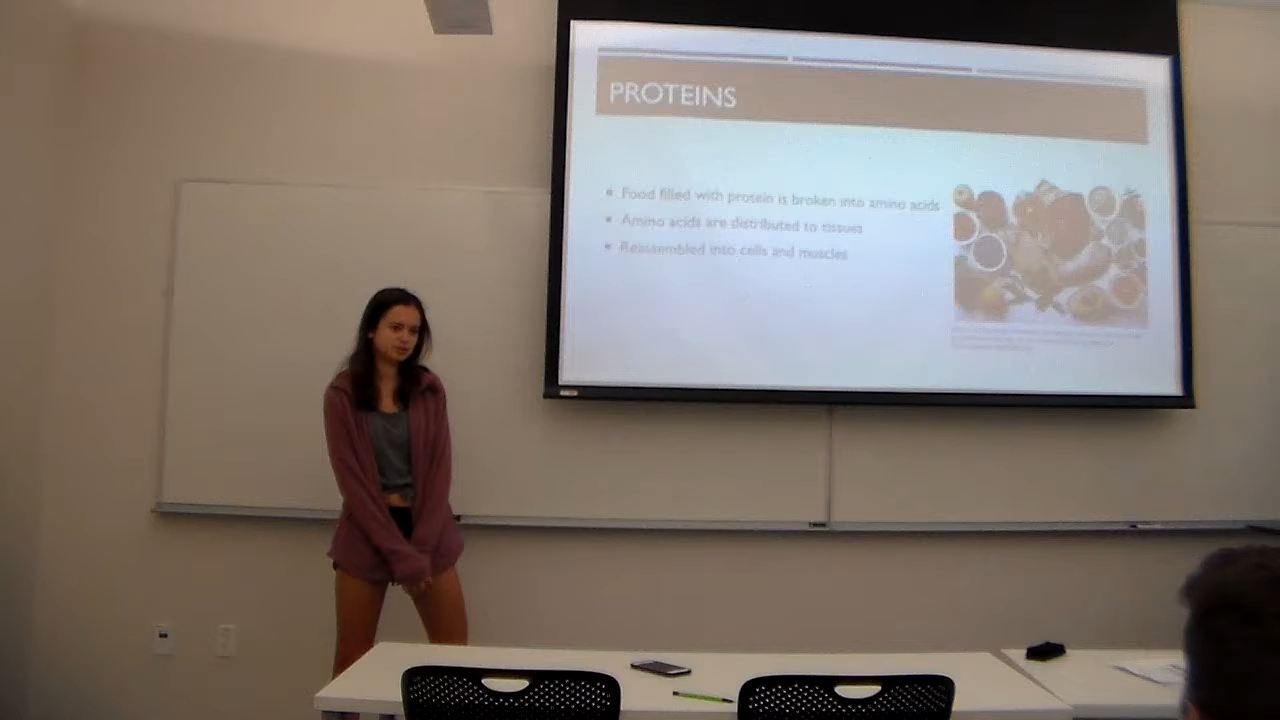 PROTEINS
Food filled with protein is broken into amino acids
Amino acids are distributed to tissues
Reassembled into cells and muscles